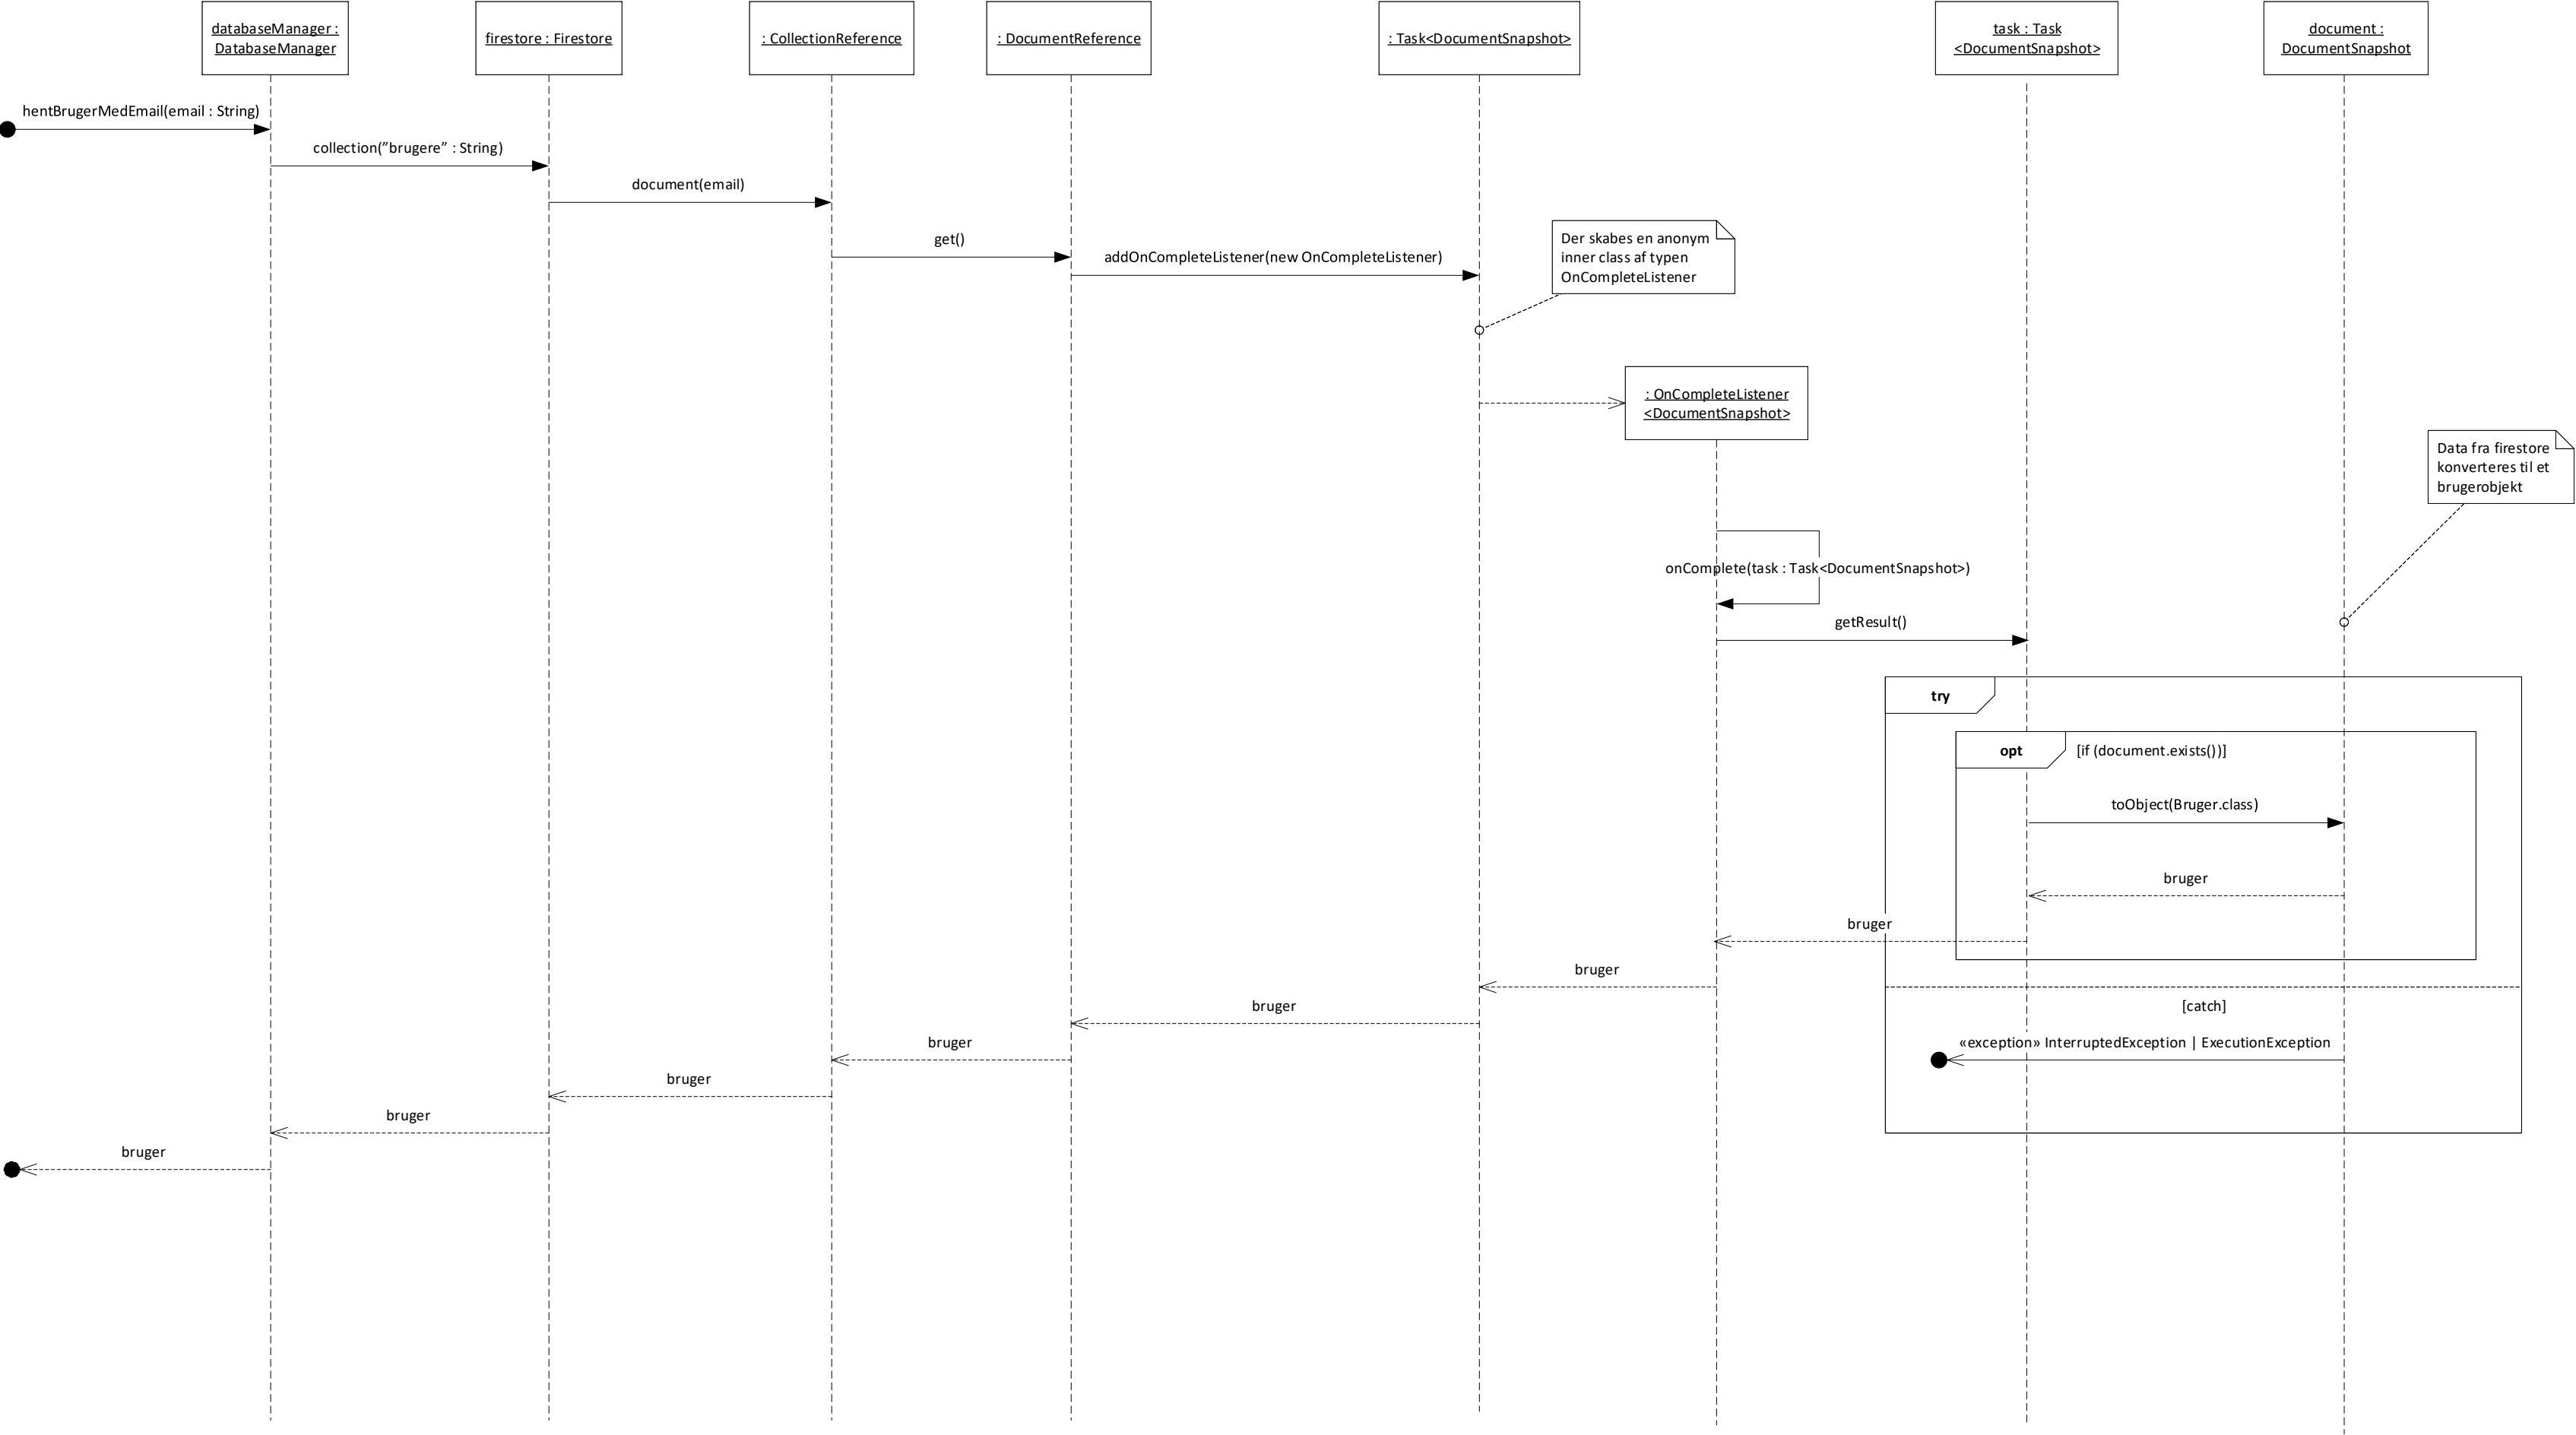 databaseManager :
DatabaseManager
firestore : Firestore
: CollectionReference
: DocumentReference
: Task<DocumentSnapshot>
task : Task
<DocumentSnapshot>
document :
DocumentSnapshot
hentBrugerMedEmail(email : String)
collection(”brugere” : String)
document(email)
get()
addOnCompleteListener(new OnCompleteListener)
Der skabes en anonym
inner class af typen
OnCompleteListener
: OnCompleteListener
<DocumentSnapshot>
Data fra firestore
konverteres til et
brugerobjekt
onComplete(task : Task<DocumentSnapshot>)
getResult()
try
opt
[if (document.exists())]
toObject(Bruger.class)
bruger
bruger
bruger
bruger
[catch]
«exception» InterruptedException | ExecutionException
bruger
bruger
bruger
bruger